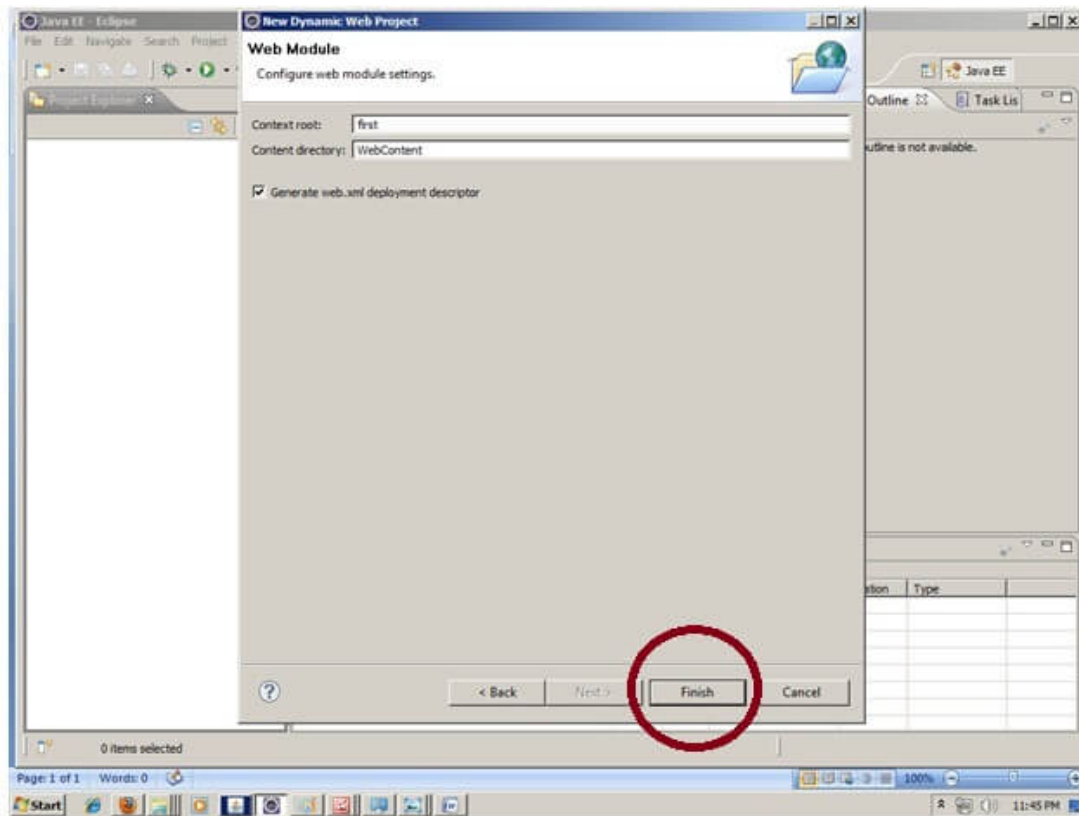 Java EE - Eclipse
File Edit Navigate Search Project
Java EE
Project Explorer
Outline
Task Lis
utline is not available.
New Dynamic Web Project
Web Module
Configure web module settings.
Context root: first
Content directory: WebContent
Generate web.xml deployment descriptor
ation Type
< Back Next > Finish Cancel
0 items selected
Page: 1 of 1 Words: 0 100%
Start 11:45 PM